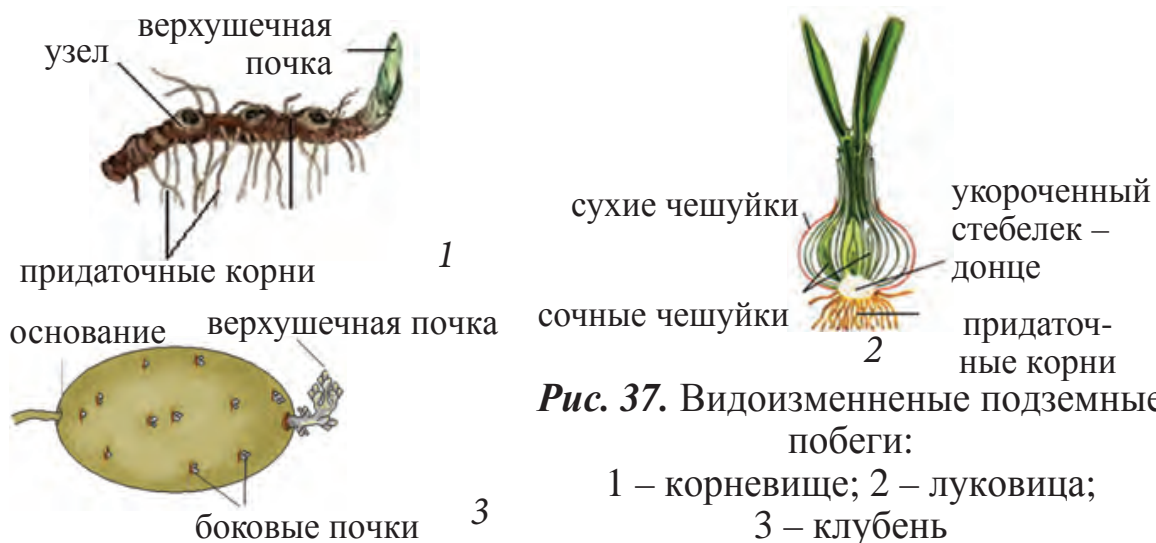 верхушечная
почка
узел
придаточные корни
1
сухие чешуйки
укороченный
стебелек –
донце
сочные чешуйки
придаточ-
ные корни
2
основание
верхушечная почка
боковые почки
3
Рис. 37. Видоизменненые подземные
побеги:
1 – корневище; 2 – луковица;
3 – клубень